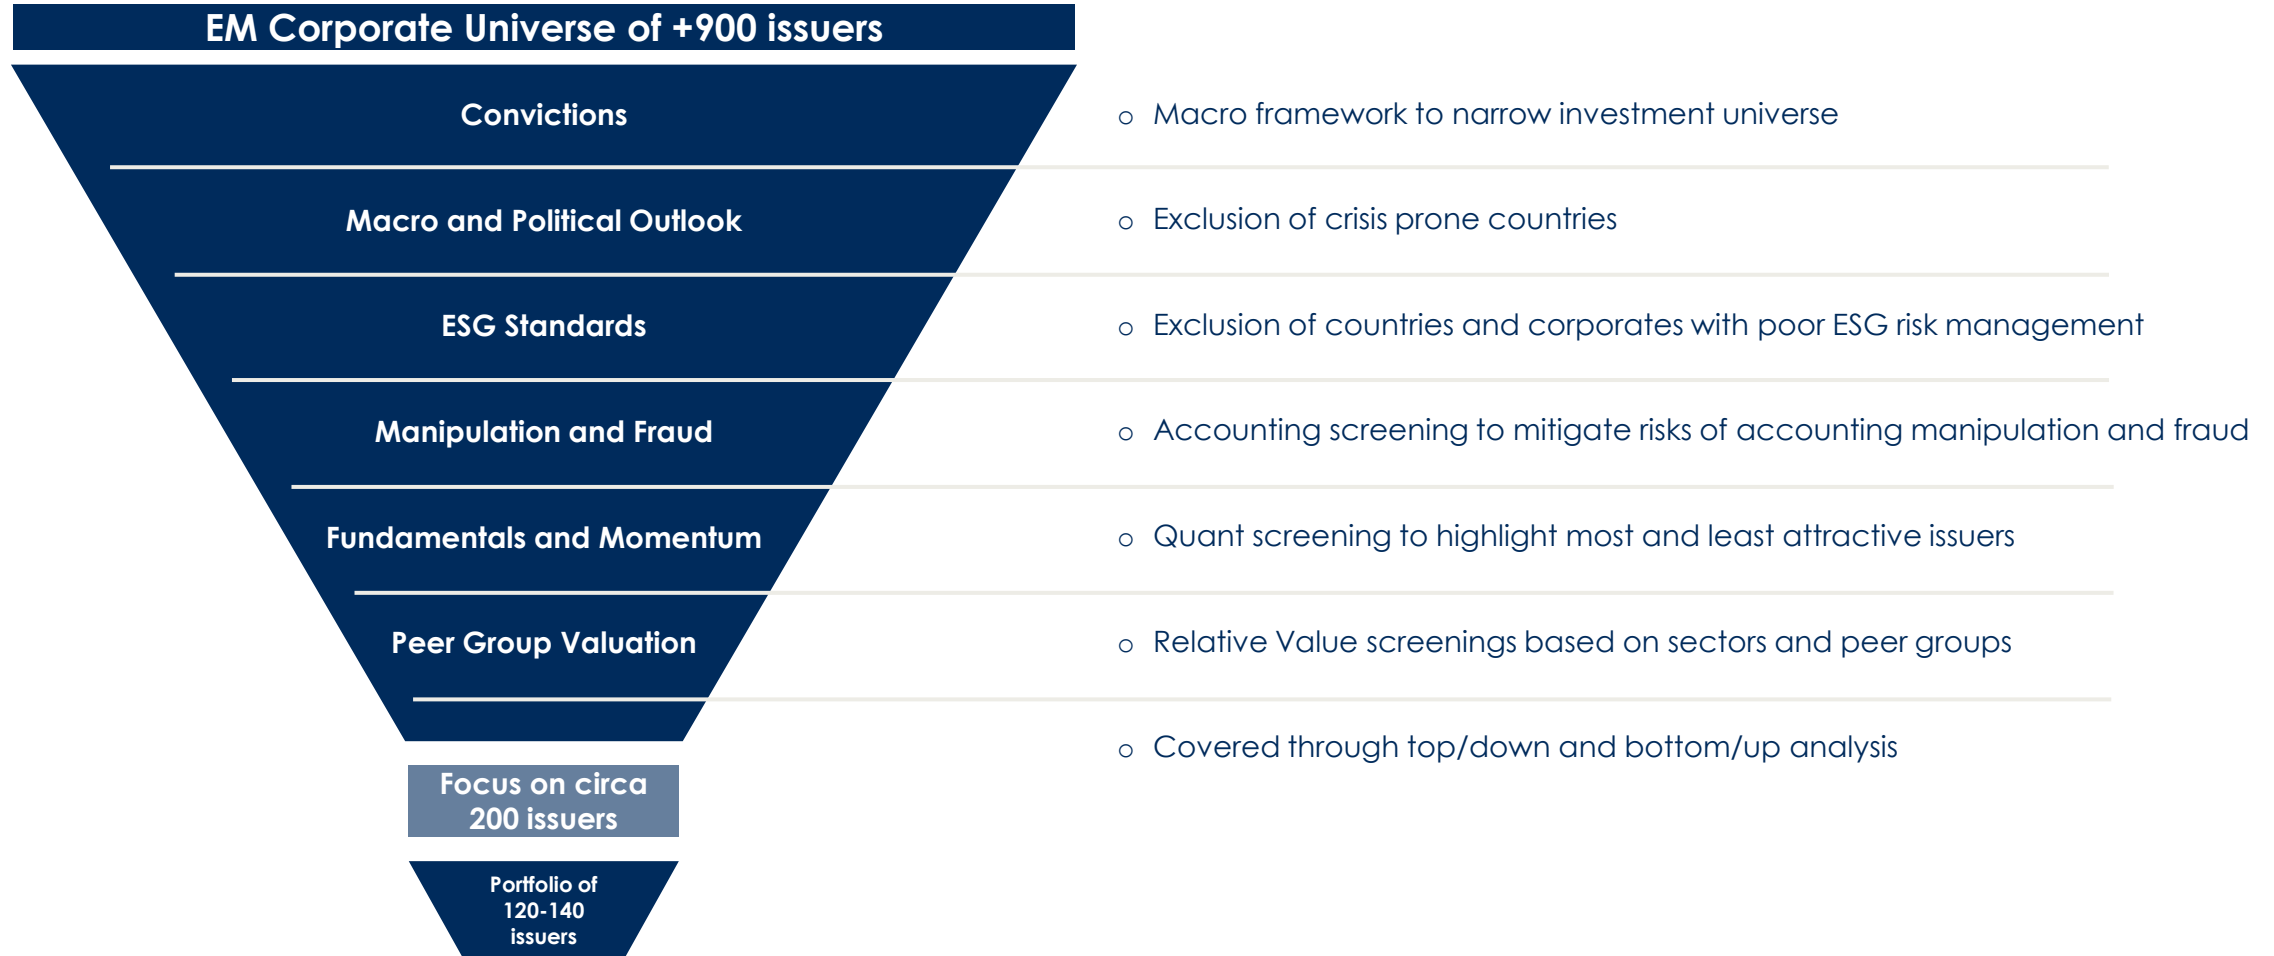 EM Corporate Universe of +900 issuers
Convictions
o Macro framework to narrow investment universe
Macro and Political Outlook
o Exclusion of crisis prone countries
ESG Standards
o Exclusion of countries and corporates with poor ESG risk management
Manipulation and Fraud
o Accounting screening to mitigate risks of accounting manipulation and fraud
Fundamentals and Momentum
o Quant screening to highlight most and least attractive issuers
Peer Group Valuation
o Relative Value screenings based on sectors and peer groups
o Covered through top/down and bottom/up analysis
Focus on circa
200 issuers
Portfolio of
120-140
issuers